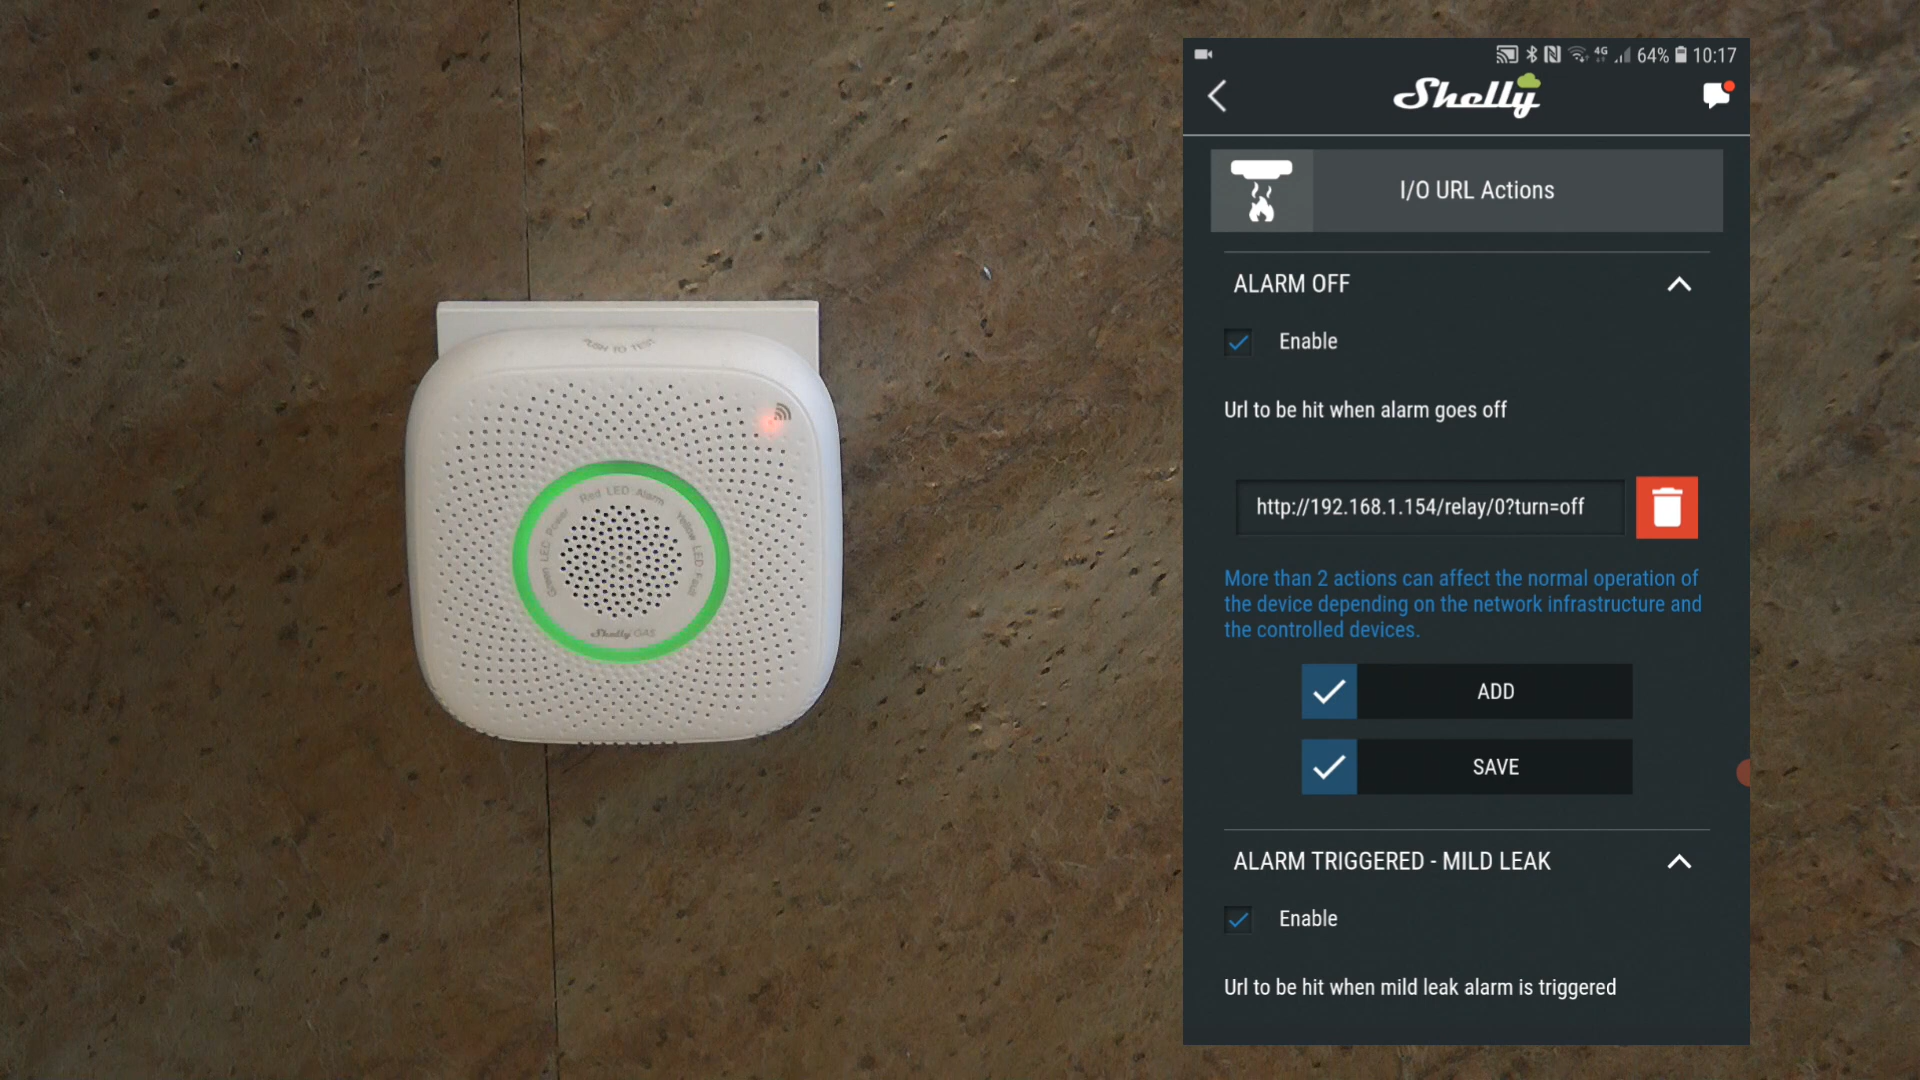 PUSH TO TEST
Red LED Alarm
Green LED Power
Yellow LED Fault
Shelly GAS
4G 64% 10:17
Shelly
I/O URL Actions
ALARM OFF
Enable
Url to be hit when alarm goes off
http://192.168.1.154/relay/0?turn=off
More than 2 actions can affect the normal operation of
the device depending on the network infrastructure and
the controlled devices.
ADD
SAVE
ALARM TRIGGERED - MILD LEAK
Enable
Url to be hit when mild leak alarm is triggered